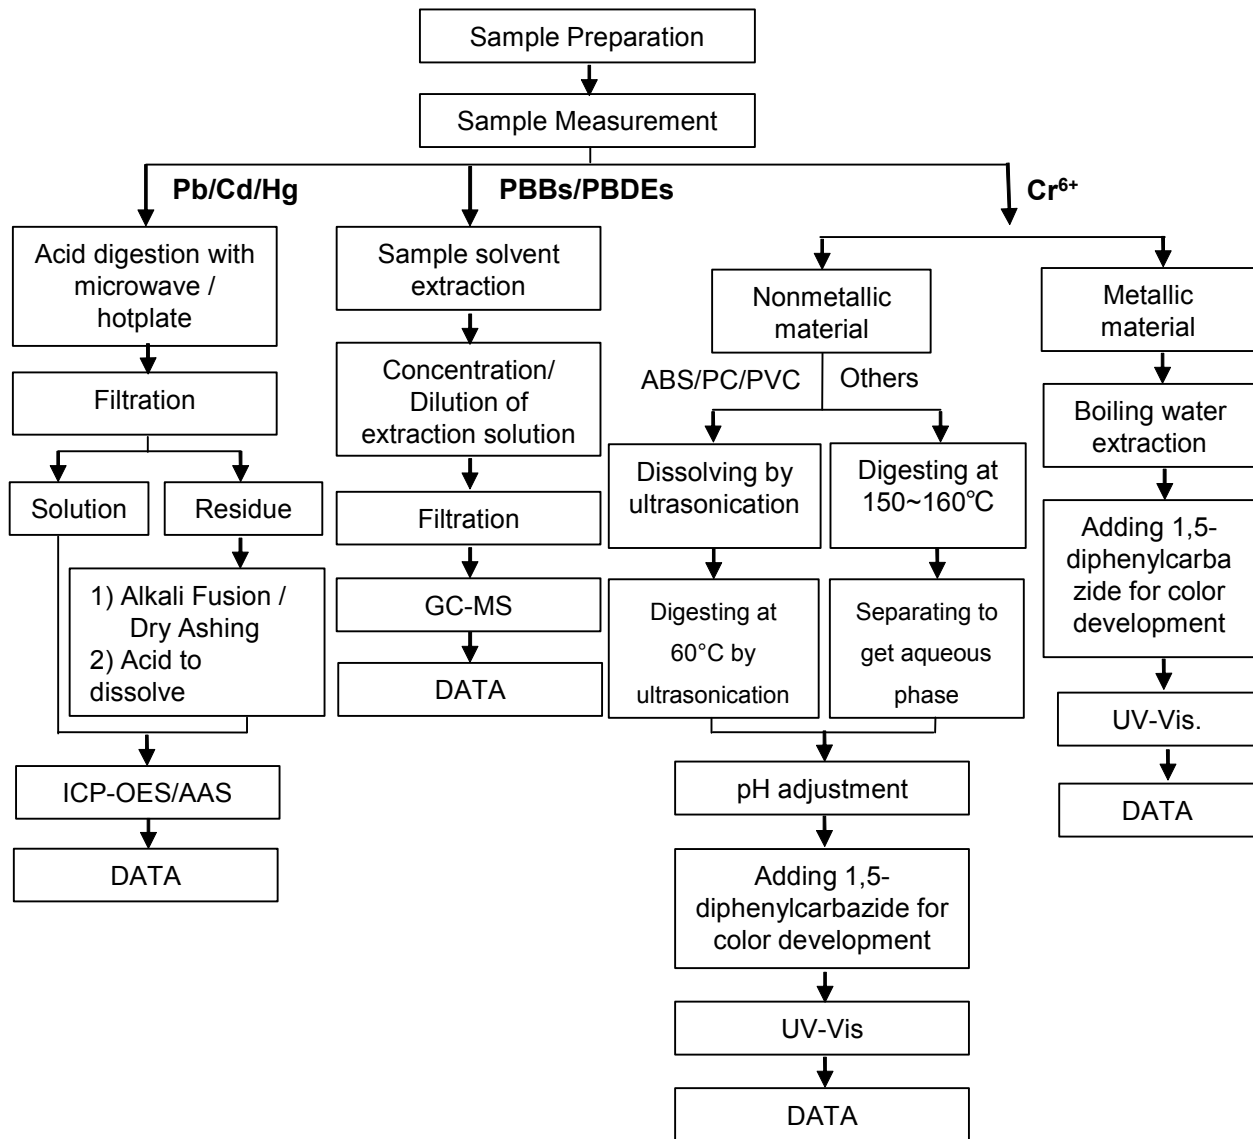 Sample Preparation
Sample Measurement
Pb/Cd/Hg
PBBs/PBDEs
Cr⁶⁺
Acid digestion with
microwave /
hotplate
Filtration
Solution
Residue
1) Alkali Fusion /
Dry Ashing
2) Acid to
dissolve
ICP-OES/AAS
DATA
Sample solvent
extraction
Concentration/
Dilution of
extraction solution
Filtration
GC-MS
DATA
Nonmetallic
material
ABS/PC/PVC
Others
Dissolving by
ultrasonication
Digesting at
60°C by
ultrasonication
Digesting at
150~160℃
Separating to
get aqueous
phase
pH adjustment
Adding 1,5-
diphenylcarbazide for
color development
UV-Vis
DATA
Metallic
material
Boiling water
extraction
Adding 1,5-
diphenylcarba
zide for color
development
UV-Vis.
DATA